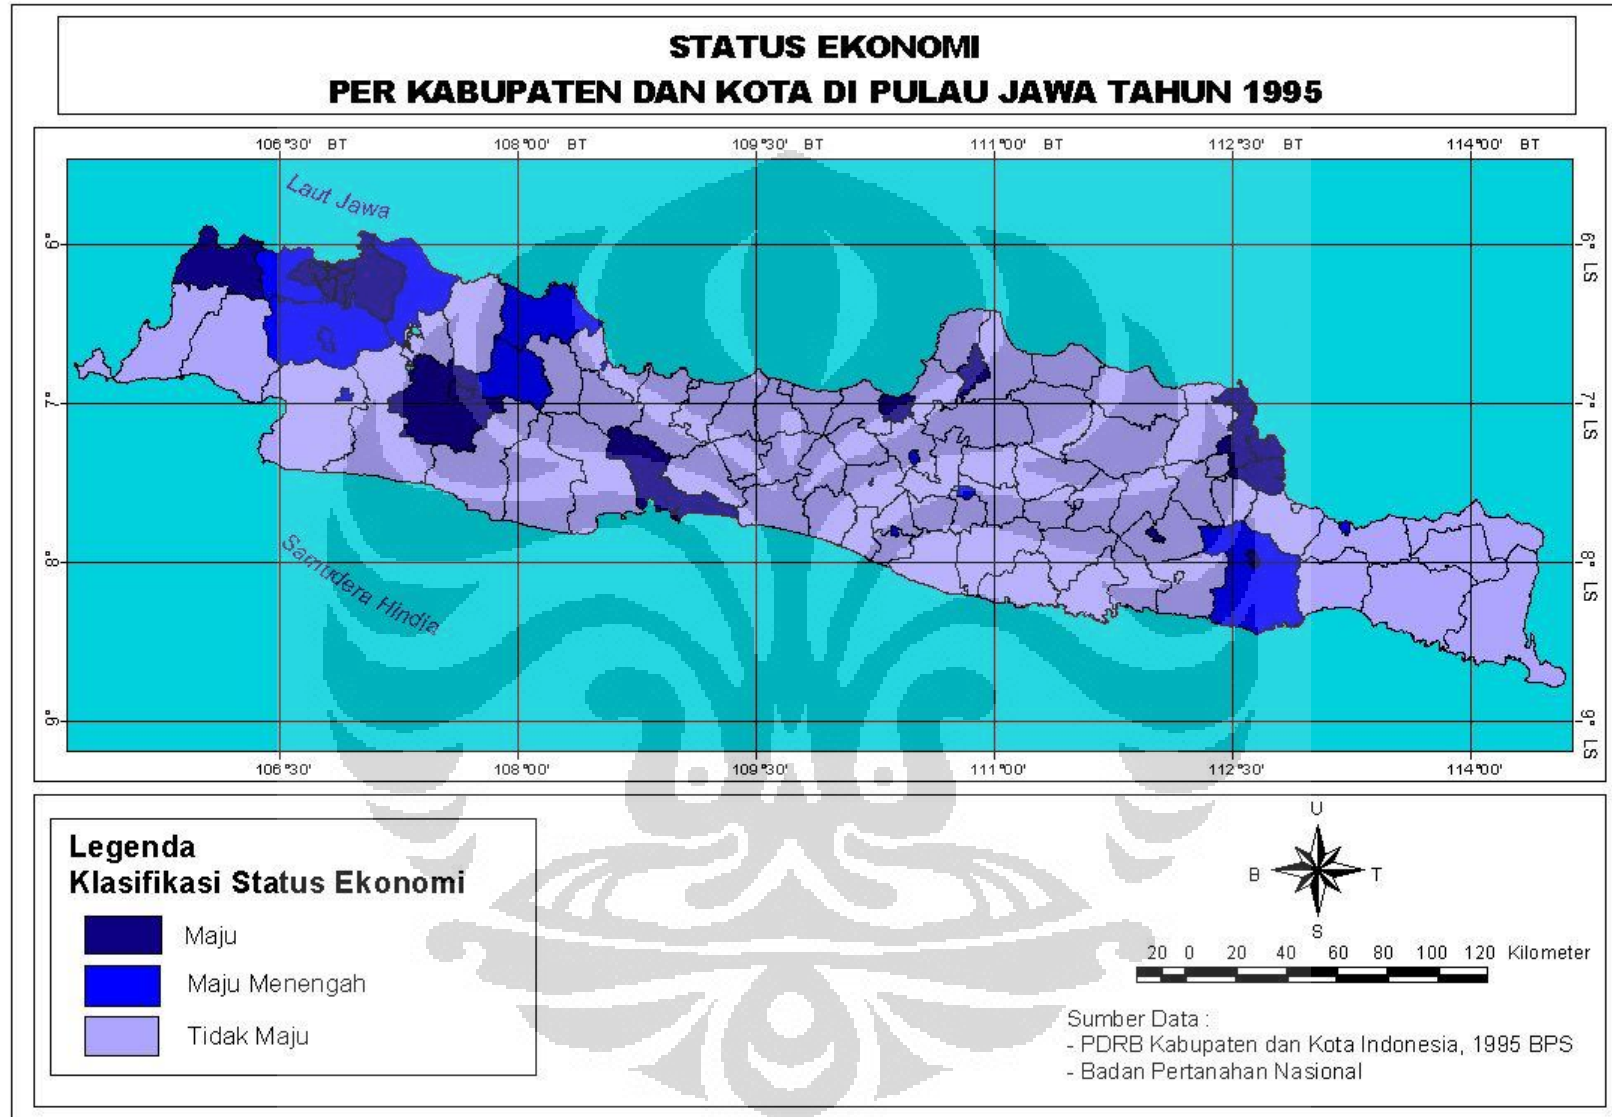 STATUS EKONOMI
PER KABUPATEN DAN KOTA DI PULAU JAWA TAHUN 1995
106°30' BT 108°00' BT 109°30' BT 111°00' BT 112°30' BT 114°00' BT
Laut Jawa
6° 6° LS
7° 7° LS
Samudera Hindia
8° 8° LS
9° 9° LS
106°30' 108°00' 109°30' 111°00' 112°30' 114°00'
Legenda
Klasifikasi Status Ekonomi
Maju
Maju Menengah
Tidak Maju
U
B T
S
20 0 20 40 60 80 100 120 Kilometer
Sumber Data :
- PDRB Kabupaten dan Kota Indonesia, 1995 BPS
- Badan Pertanahan Nasional